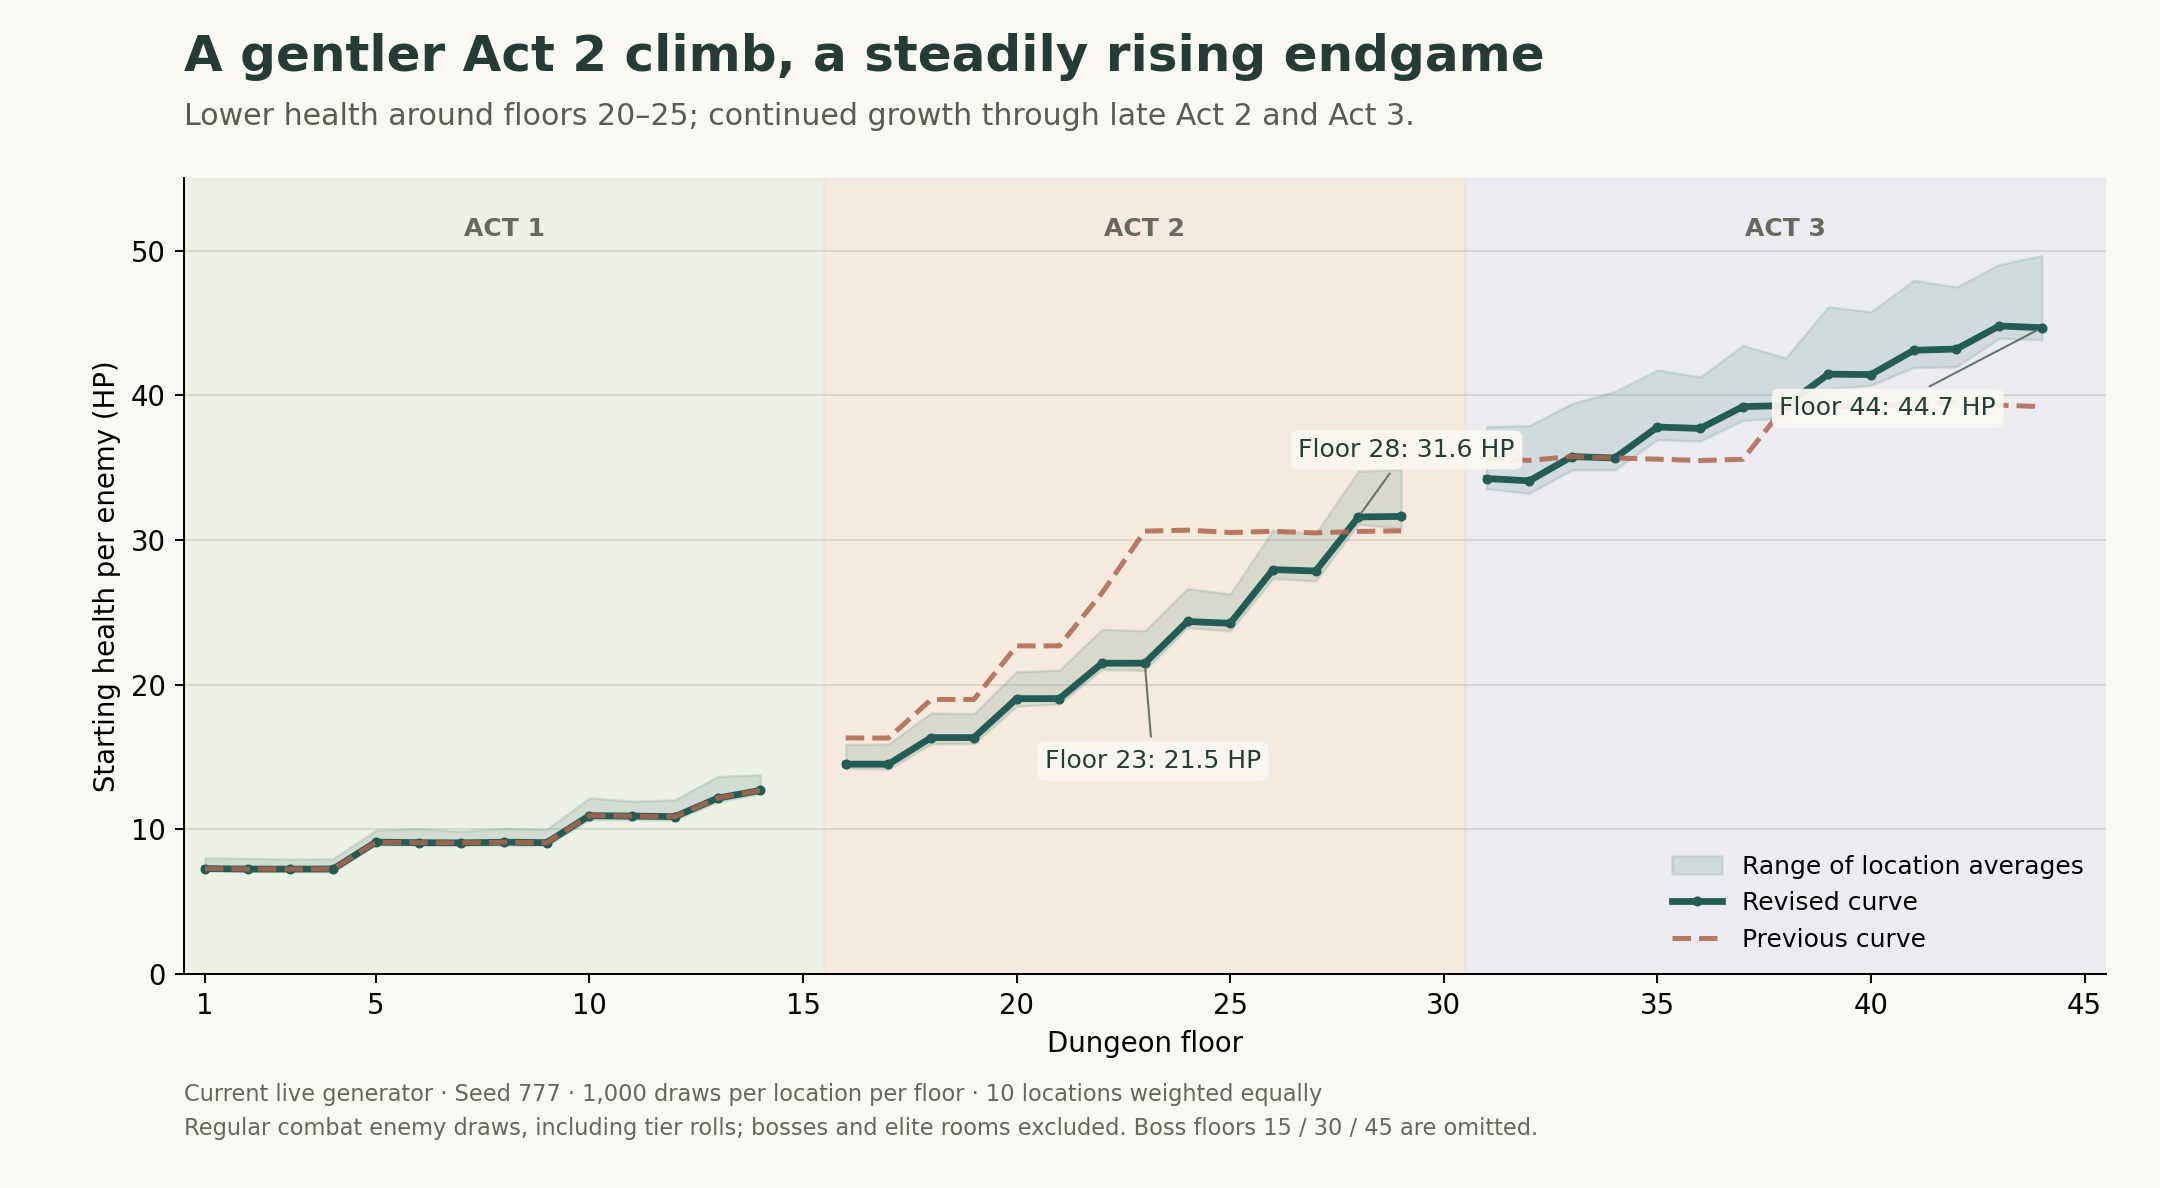 A gentler Act 2 climb, a steadily rising endgame
Lower health around floors 20–25; continued growth through late Act 2 and Act 3.
ACT 1
ACT 2
ACT 3
50
40
30
20
10
0
Starting health per enemy (HP)
Floor 44: 44.7 HP
Floor 28: 31.6 HP
Floor 23: 21.5 HP
Range of location averages
Revised curve
Previous curve
1
5
10
15
20
25
30
35
40
45
Dungeon floor
Current live generator · Seed 777 · 1,000 draws per location per floor · 10 locations weighted equally
Regular combat enemy draws, including tier rolls; bosses and elite rooms excluded. Boss floors 15 / 30 / 45 are omitted.